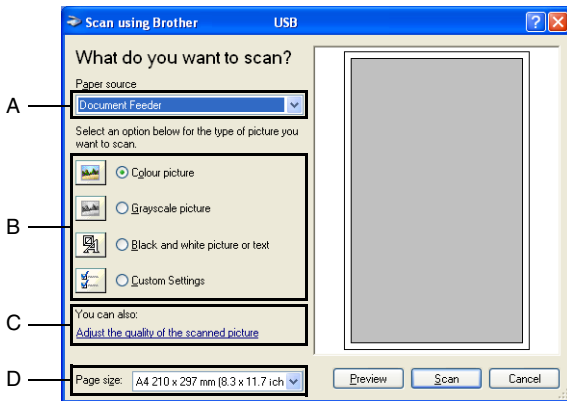 Scan using Brother USB
What do you want to scan?
Paper source
A
Document Feeder
Select an option below for the type of picture you
want to scan.
B
Colour picture
Grayscale picture
Black and white picture or text
Custom Settings
C
You can also:
Adjust the quality of the scanned picture
D
Page size: A4 210 x 297 mm (8.3 x 11.7 ich
Preview Scan Cancel